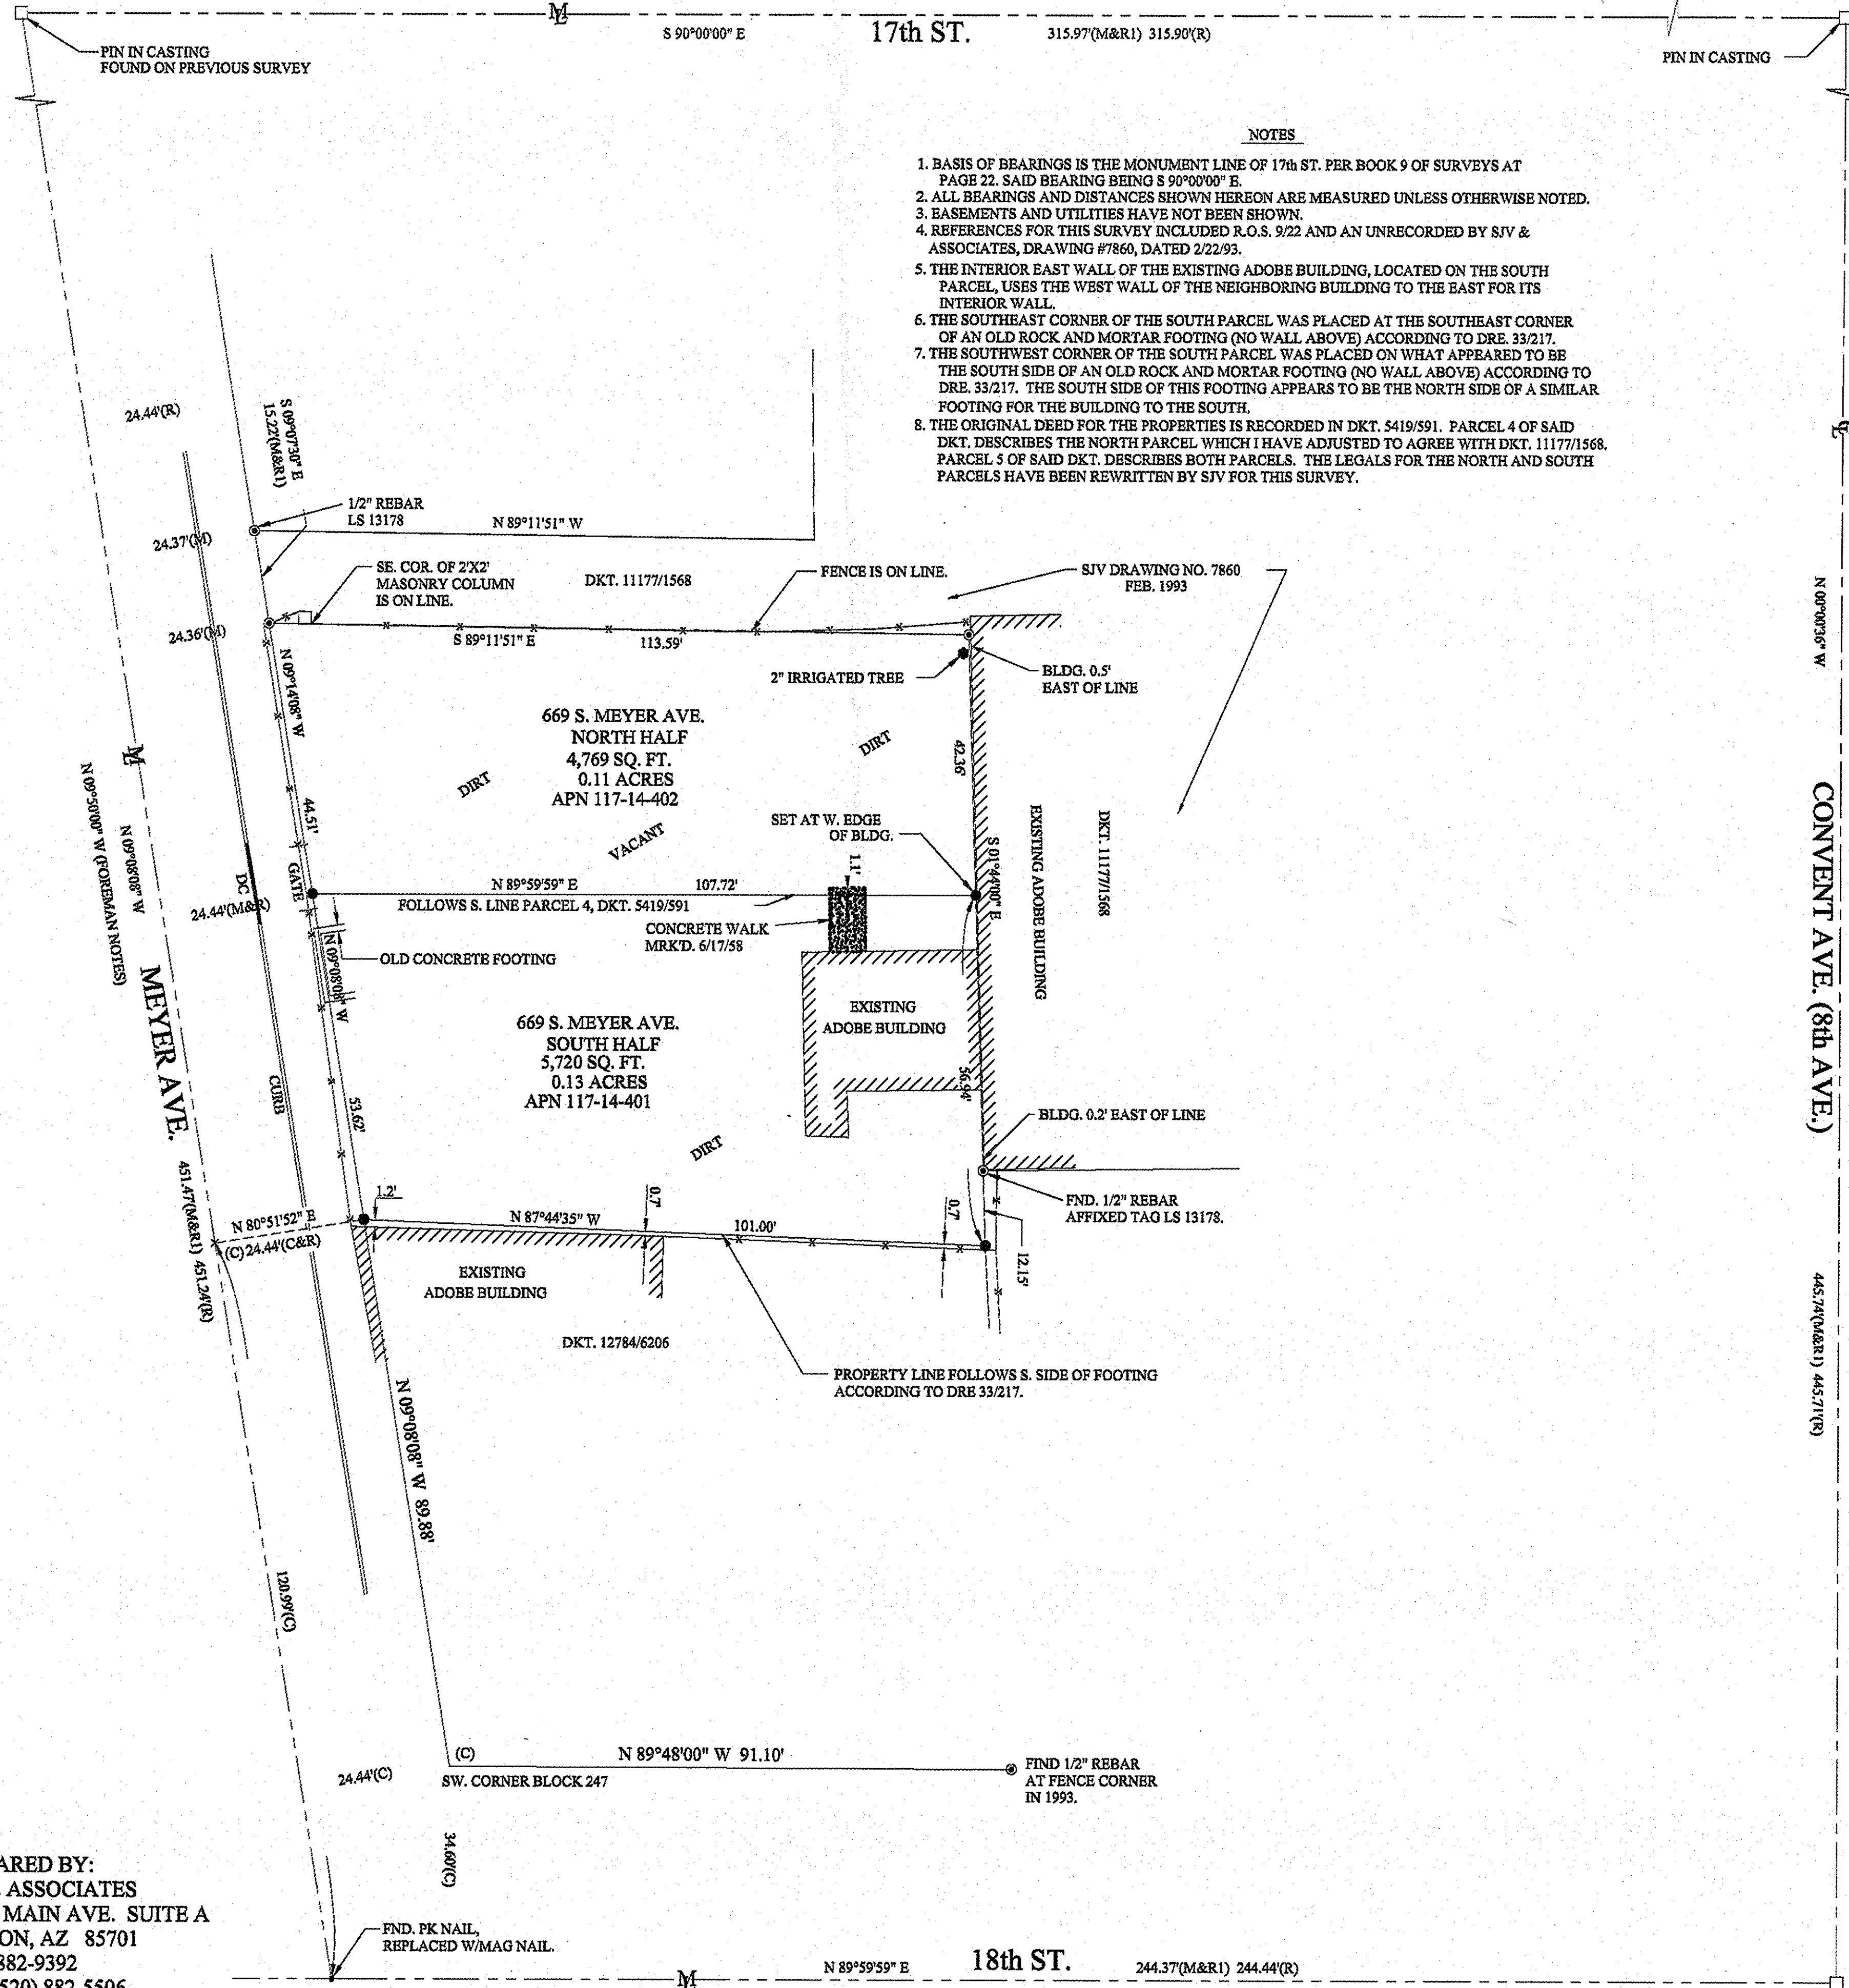 17th ST.
S 90°00'00" E
315.97'(M&R1) 315.90'(R)
PIN IN CASTING
FOUND ON PREVIOUS SURVEY
PIN IN CASTING
NOTES
1. BASIS OF BEARINGS IS THE MONUMENT LINE OF 17th ST. PER BOOK 9 OF SURVEYS AT
PAGE 22. SAID BEARING BEING S 90°00'00" E.
2. ALL BEARINGS AND DISTANCES SHOWN HEREON ARE MEASURED UNLESS OTHERWISE NOTED.
3. EASEMENTS AND UTILITIES HAVE NOT BEEN SHOWN.
4. REFERENCES FOR THIS SURVEY INCLUDED R.O.S. 9/22 AND AN UNRECORDED BY SJV &
ASSOCIATES, DRAWING #7860, DATED 2/22/93.
5. THE INTERIOR EAST WALL OF THE EXISTING ADOBE BUILDING, LOCATED ON THE SOUTH
PARCEL, USES THE WEST WALL OF THE NEIGHBORING BUILDING TO THE EAST FOR ITS
INTERIOR WALL.
6. THE SOUTHEAST CORNER OF THE SOUTH PARCEL WAS PLACED AT THE SOUTHEAST CORNER
OF AN OLD ROCK AND MORTAR FOOTING (NO WALL ABOVE) ACCORDING TO DRE. 33/217.
7. THE SOUTHWEST CORNER OF THE SOUTH PARCEL WAS PLACED ON WHAT APPEARED TO BE
THE SOUTH SIDE OF AN OLD ROCK AND MORTAR FOOTING (NO WALL ABOVE) ACCORDING TO
DRE. 33/217. THE SOUTH SIDE OF THIS FOOTING APPEARS TO BE THE NORTH SIDE OF A SIMILAR
FOOTING FOR THE BUILDING TO THE SOUTH.
8. THE ORIGINAL DEED FOR THE PROPERTIES IS RECORDED IN DKT. 5419/591. PARCEL 4 OF SAID
DKT. DESCRIBES THE NORTH PARCEL WHICH I HAVE ADJUSTED TO AGREE WITH DKT. 11177/1568.
PARCEL 5 OF SAID DKT. DESCRIBES BOTH PARCELS. THE LEGALS FOR THE NORTH AND SOUTH
PARCELS HAVE BEEN REWRITTEN BY SJV FOR THIS SURVEY.
24.44'(R)
S 09°07'30" E
15.22'(M&R1)
1/2" REBAR
LS 13178
N 89°11'51" W
24.37'(M)
SE. COR. OF 2'X2'
MASONRY COLUMN
IS ON LINE.
DKT. 11177/1568
FENCE IS ON LINE.
SJV DRAWING NO. 7860
FEB. 1993
24.36'(M)
S 89°11'51" E
113.59'
N 09°14'08" W
2" IRRIGATED TREE
BLDG. 0.5'
EAST OF LINE
669 S. MEYER AVE.
NORTH HALF
4,769 SQ. FT.
0.11 ACRES
APN 117-14-402
DIRT
DIRT
VACANT
42.36'
44.51'
GATE
SET AT W. EDGE
OF BLDG.
1.1'
S 01°44'00" E
EXISTING ADOBE BUILDING
DKT. 11177/1568
N 00°00'36" W
CONVENT AVE. (8th AVE.)
445.74'(M&R1) 445.71'(R)
ML
ML
ML
N 09°50'00" W (FOREMAN NOTES)
N 09°08'08" W
MEYER AVE.
451.47'(M&R1) 451.24'(R)
DC
24.44'(M&R)
N 89°59'59" E
107.72'
FOLLOWS S. LINE PARCEL 4, DKT. 5419/591
CONCRETE WALK
MRK'D. 6/17/58
N 09°08'08" W
OLD CONCRETE FOOTING
EXISTING
ADOBE BUILDING
669 S. MEYER AVE.
SOUTH HALF
5,720 SQ. FT.
0.13 ACRES
APN 117-14-401
CURB
53.62'
56.94'
DIRT
BLDG. 0.2' EAST OF LINE
FND. 1/2" REBAR
AFFIXED TAG LS 13178.
1.2'
N 87°44'35" W
0.7'
101.00'
0.7'
12.15'
N 80°51'52" E
(C) 24.44'(C&R)
EXISTING
ADOBE BUILDING
DKT. 12784/6206
PROPERTY LINE FOLLOWS S. SIDE OF FOOTING
ACCORDING TO DRE 33/217.
N 09°08'08" W 89.88'
120.99'(C)
(C)
N 89°48'00" W 91.10'
SW. CORNER BLOCK 247
24.44'(C)
FIND 1/2" REBAR
AT FENCE CORNER
IN 1993.
34.60'(C)
ARED BY:
ASSOCIATES
MAIN AVE. SUITE A
ON, AZ 85701
882-9392
520) 882-5506
FND. PK NAIL,
REPLACED W/MAG NAIL.
N 89°59'59" E
18th ST.
244.37'(M&R1) 244.44'(R)